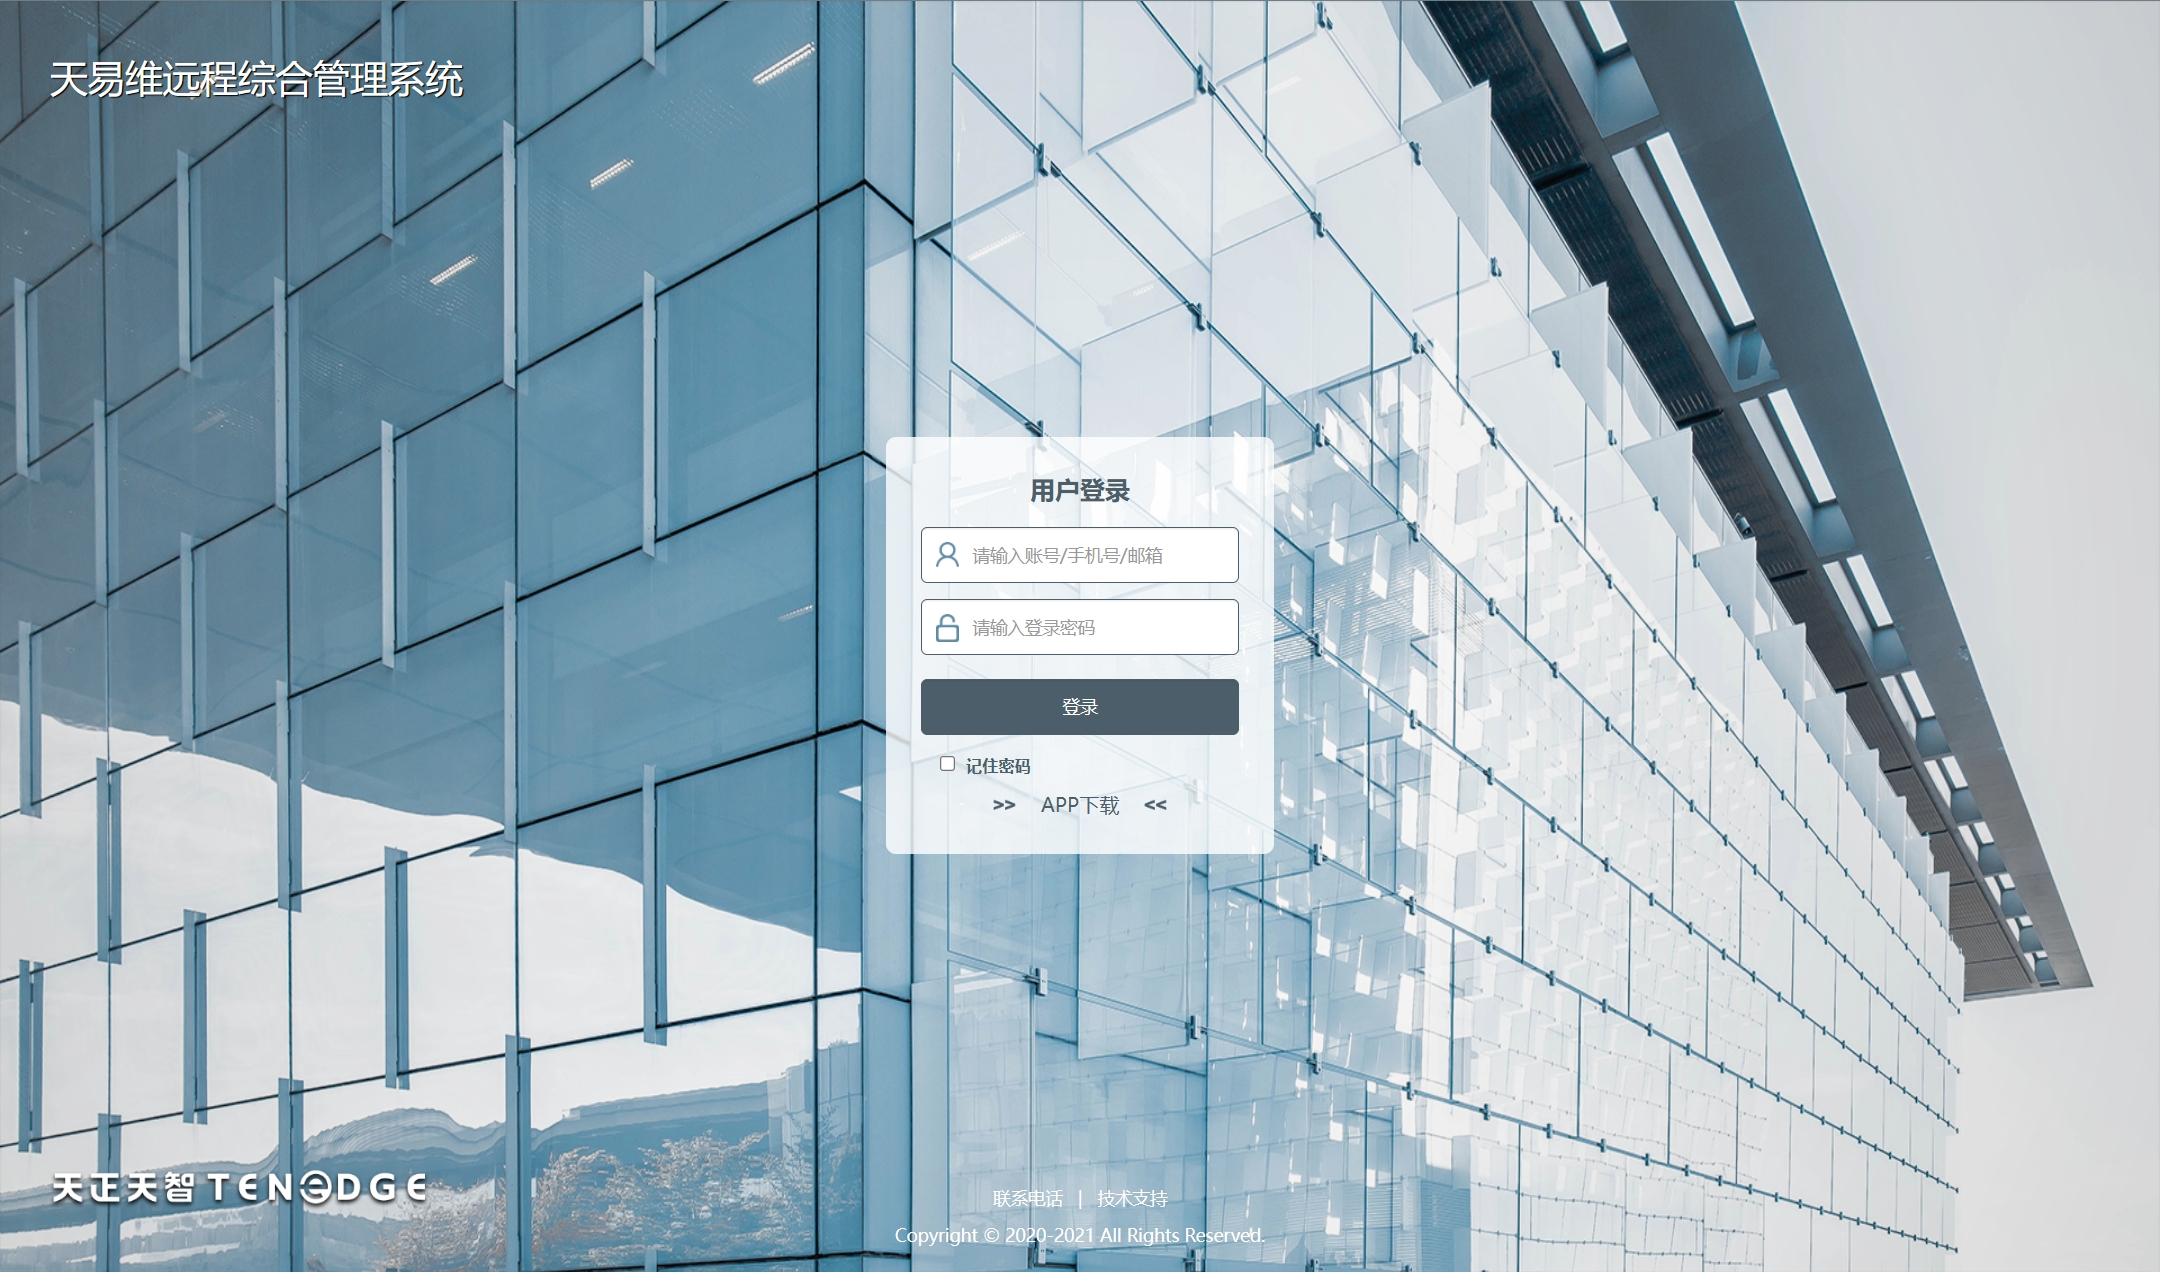 天易维远程综合管理系统
用户登录
请输入账号/手机号/邮箱
请输入登录密码
登录
记住密码
>> APP下载 <<
天正天智 TENEDGE
联系电话 | 技术支持
Copyright © 2020-2021 All Rights Reserved.